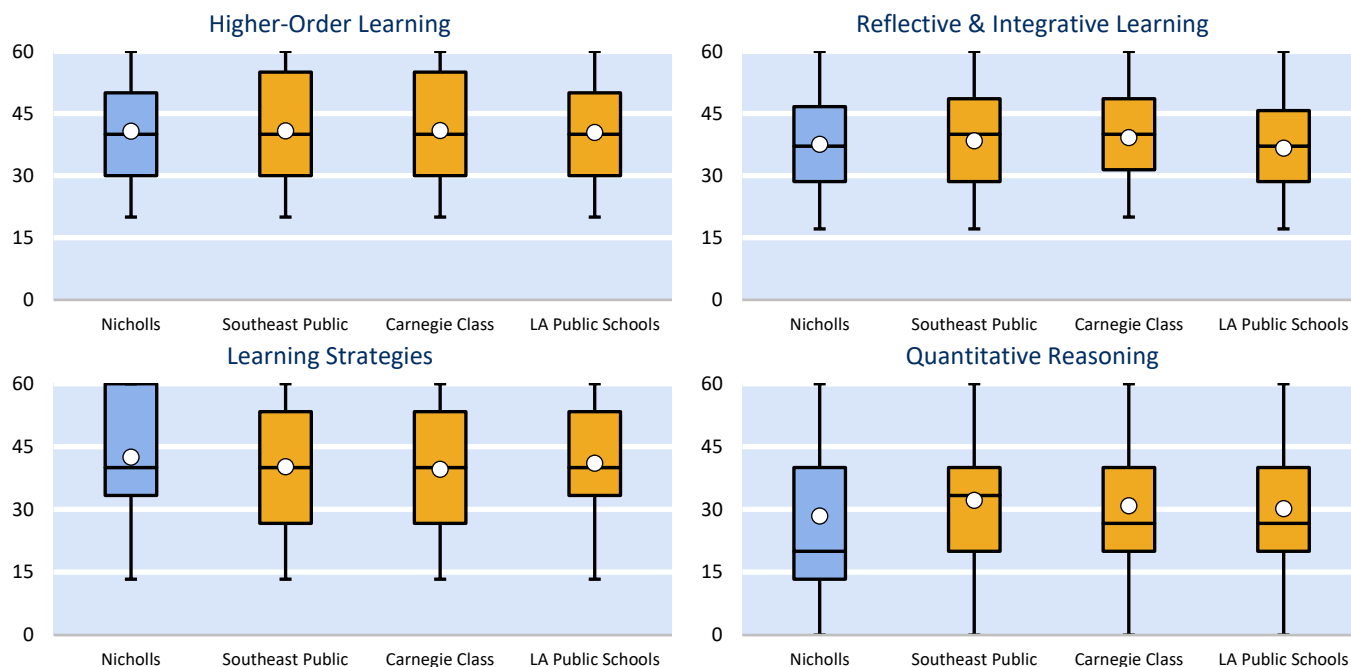 Higher-Order Learning
60
45
30
15
0
Nicholls Southeast Public Carnegie Class LA Public Schools
Reflective & Integrative Learning
60
45
30
15
0
Nicholls Southeast Public Carnegie Class LA Public Schools
Learning Strategies
60
45
30
15
0
Nicholls Southeast Public Carnegie Class LA Public Schools
Quantitative Reasoning
60
45
30
15
0
Nicholls Southeast Public Carnegie Class LA Public Schools